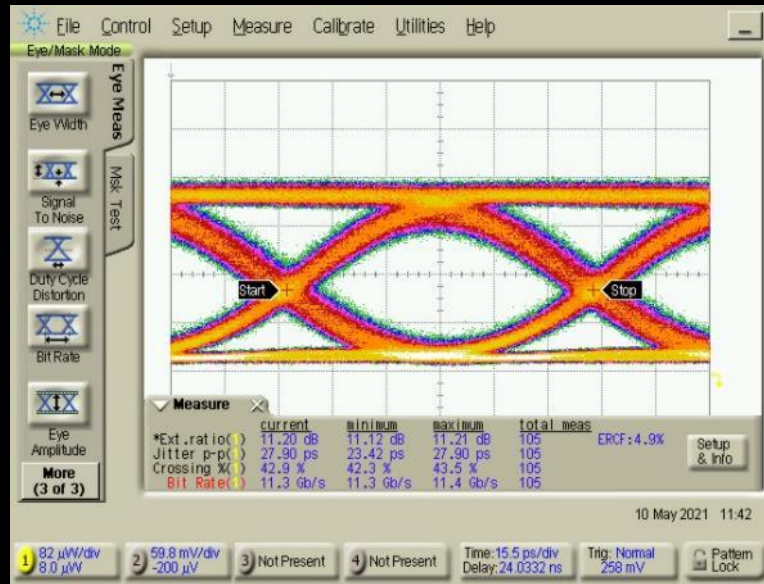 File Control Setup Measure Calibrate Utilities Help
Eye/Mask Mode
Eye Meas
Msk Test
Eye Width
Signal
To Noise
Duty Cycle
Distortion
Bit Rate
Eye
Amplitude
More
(3 of 3)
Start
Stop
Measure
current minimum maximum total meas
*Ext.ratio(1) 11.20 dB 11.12 dB 11.21 dB 105 ERCF:4.9%
Jitter p-p(1) 27.90 ps 23.42 ps 27.90 ps 105
Crossing %(1) 42.9 % 42.3 % 43.5 % 105
Bit Rate(1) 11.3 Gb/s 11.3 Gb/s 11.4 Gb/s 105
Setup
& Info
10 May 2021 11:42
1 82 µW/div
8.0 µW
2 59.8 mV/div
-200 µV
3 Not Present
4 Not Present
Time:15.5 ps/div
Delay:24.0332 ns
Trig: Normal
258 mV
Pattern
Lock